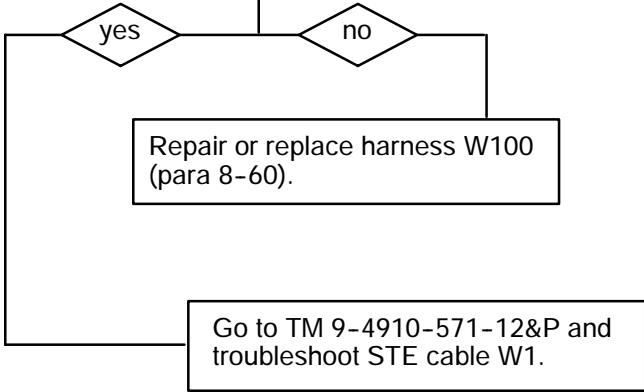 yes
no
Repair or replace harness W100
(para 8-60).
Go to TM 9-4910-571-12&P and
troubleshoot STE cable W1.